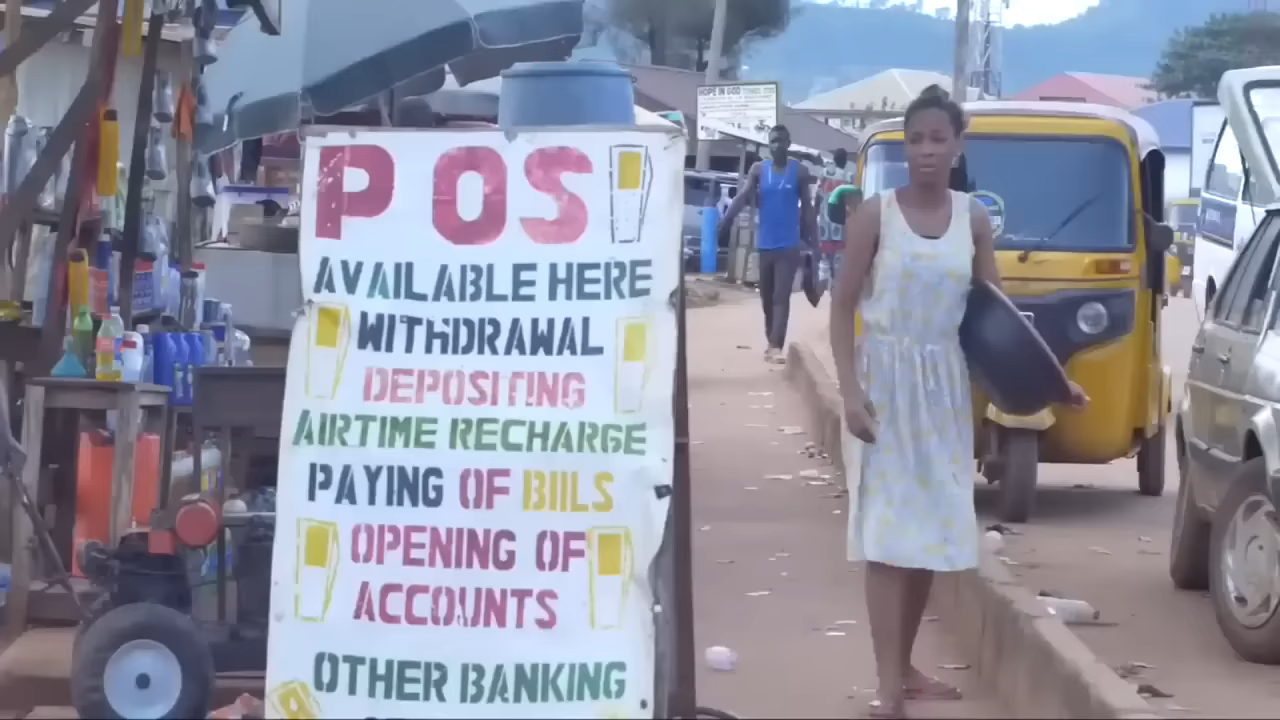 POS
AVAILABLE HERE
WITHDRAWAL
DEPOSITING
AIRTIME RECHARGE
PAYING OF BIILS
OPENING OF
ACCOUNTS
OTHER BANKING
HOPE IN GOD